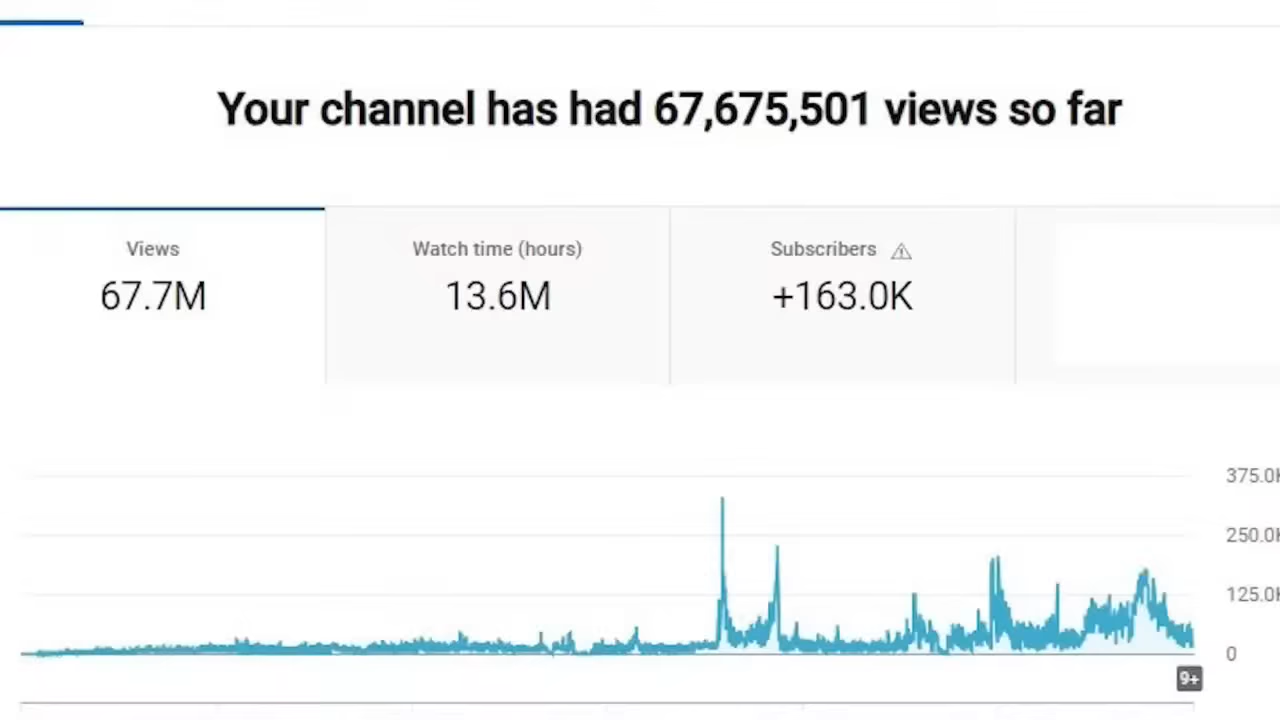 Your channel has had 67,675,501 views so far
Views
67.7M
Watch time (hours)
13.6M
Subscribers
+163.0K
375.0K
250.0K
125.0K
0
9+